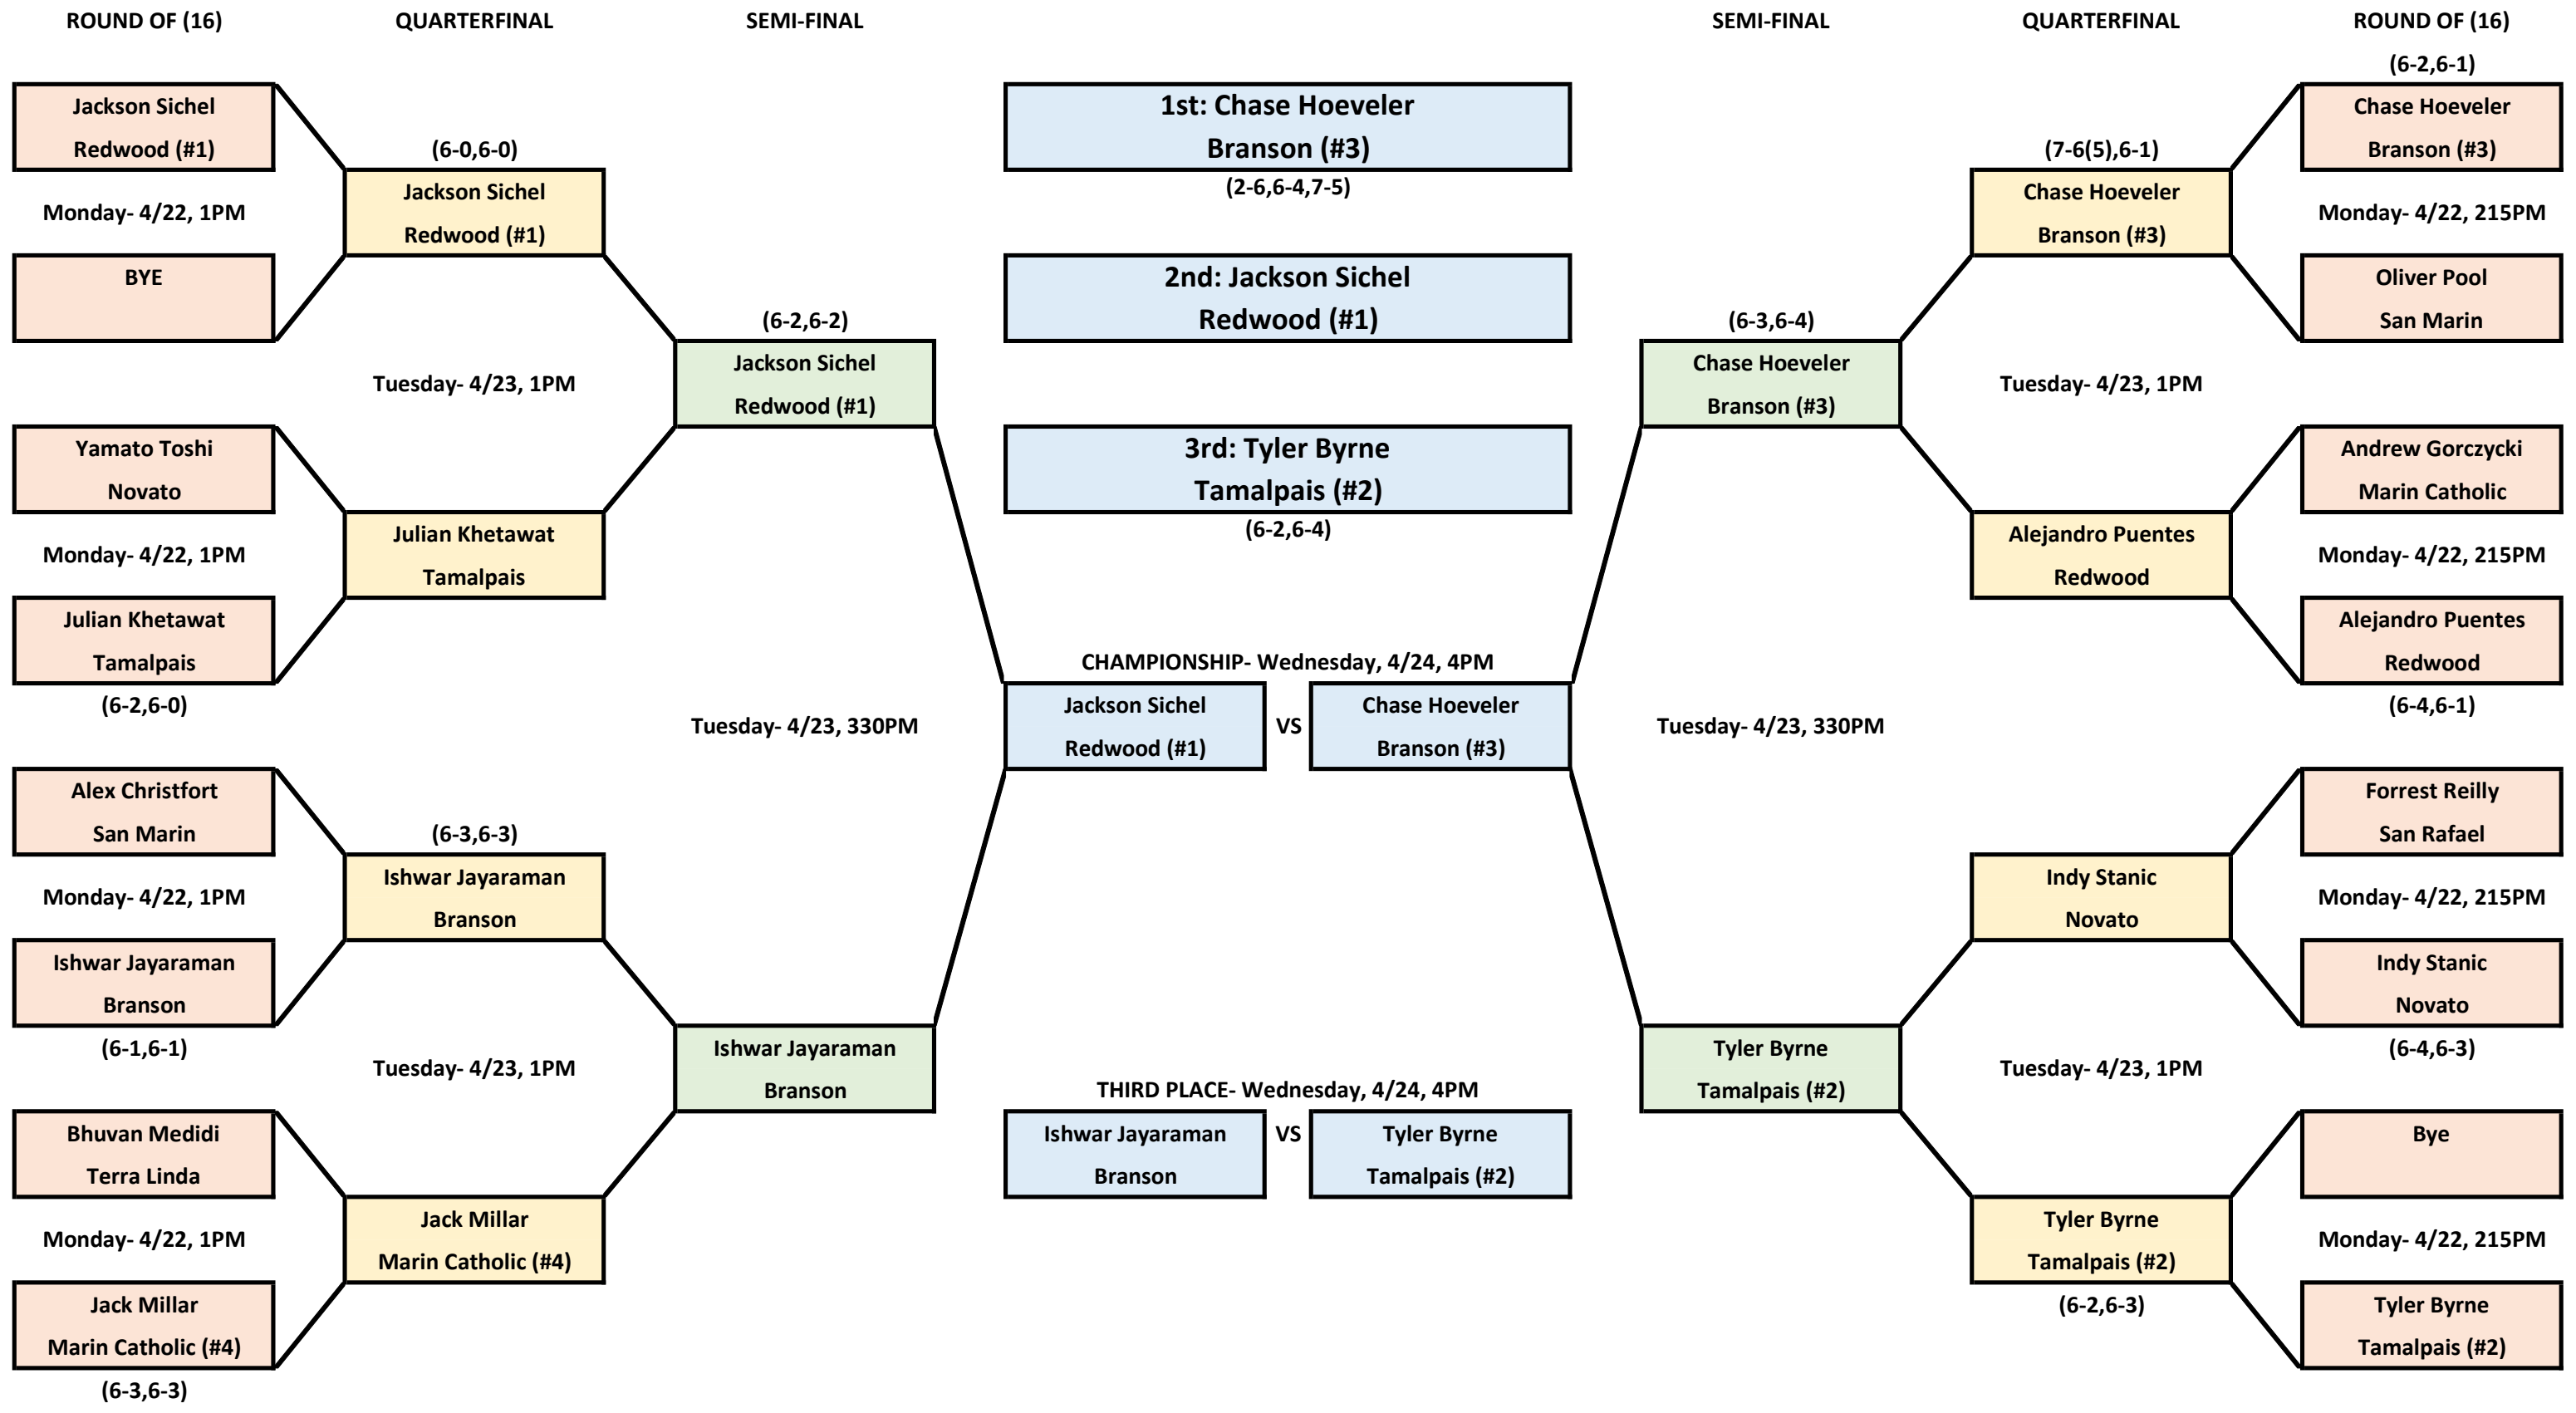 ROUND OF (16)
QUARTERFINAL
SEMI-FINAL
SEMI-FINAL
QUARTERFINAL
ROUND OF (16)
Jackson Sichel
Redwood (#1)
Monday- 4/22, 1PM
BYE
Yamato Toshi
Novato
Monday- 4/22, 1PM
Julian Khetawat
Tamalpais
(6-2,6-0)
Alex Christfort
San Marin
Monday- 4/22, 1PM
Ishwar Jayaraman
Branson
(6-1,6-1)
Bhuvan Medidi
Terra Linda
Monday- 4/22, 1PM
Jack Millar
Marin Catholic (#4)
(6-3,6-3)
(6-0,6-0)
Jackson Sichel
Redwood (#1)
Tuesday- 4/23, 1PM
Julian Khetawat
Tamalpais
(6-3,6-3)
Ishwar Jayaraman
Branson
Tuesday- 4/23, 1PM
Jack Millar
Marin Catholic (#4)
(6-2,6-2)
Jackson Sichel
Redwood (#1)
Tuesday- 4/23, 330PM
Ishwar Jayaraman
Branson
1st: Chase Hoeveler
Branson (#3)
(2-6,6-4,7-5)
2nd: Jackson Sichel
Redwood (#1)
3rd: Tyler Byrne
Tamalpais (#2)
(6-2,6-4)
CHAMPIONSHIP- Wednesday, 4/24, 4PM
Jackson Sichel
Redwood (#1)
VS
Chase Hoeveler
Branson (#3)
THIRD PLACE- Wednesday, 4/24, 4PM
Ishwar Jayaraman
Branson
VS
Tyler Byrne
Tamalpais (#2)
(6-3,6-4)
Chase Hoeveler
Branson (#3)
Tuesday- 4/23, 330PM
Tyler Byrne
Tamalpais (#2)
(7-6(5),6-1)
Chase Hoeveler
Branson (#3)
Tuesday- 4/23, 1PM
Alejandro Puentes
Redwood
Indy Stanic
Novato
Tuesday- 4/23, 1PM
Tyler Byrne
Tamalpais (#2)
(6-2,6-3)
(6-2,6-1)
Chase Hoeveler
Branson (#3)
Monday- 4/22, 215PM
Oliver Pool
San Marin
Andrew Gorczycki
Marin Catholic
Monday- 4/22, 215PM
Alejandro Puentes
Redwood
(6-4,6-1)
Forrest Reilly
San Rafael
Monday- 4/22, 215PM
Indy Stanic
Novato
(6-4,6-3)
Bye
Monday- 4/22, 215PM
Tyler Byrne
Tamalpais (#2)